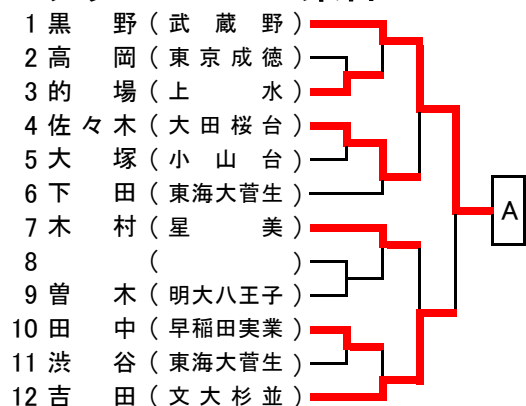 1 黒 野 ( 武 蔵 野 )
2 高 岡 ( 東 京 成 徳 )
3 的 場 ( 上 水 )
4 佐 々 木 ( 大 田 桜 台 )
5 大 塚 ( 小 山 台 )
6 下 田 ( 東海大菅生 )
7 木 村 ( 星 美 )
8 ( )
9 曽 木 ( 明大八王子 )
10 田 中 ( 早稲田実業 )
11 渋 谷 ( 東海大菅生 )
12 吉 田 ( 文 大 杉 並 )
A